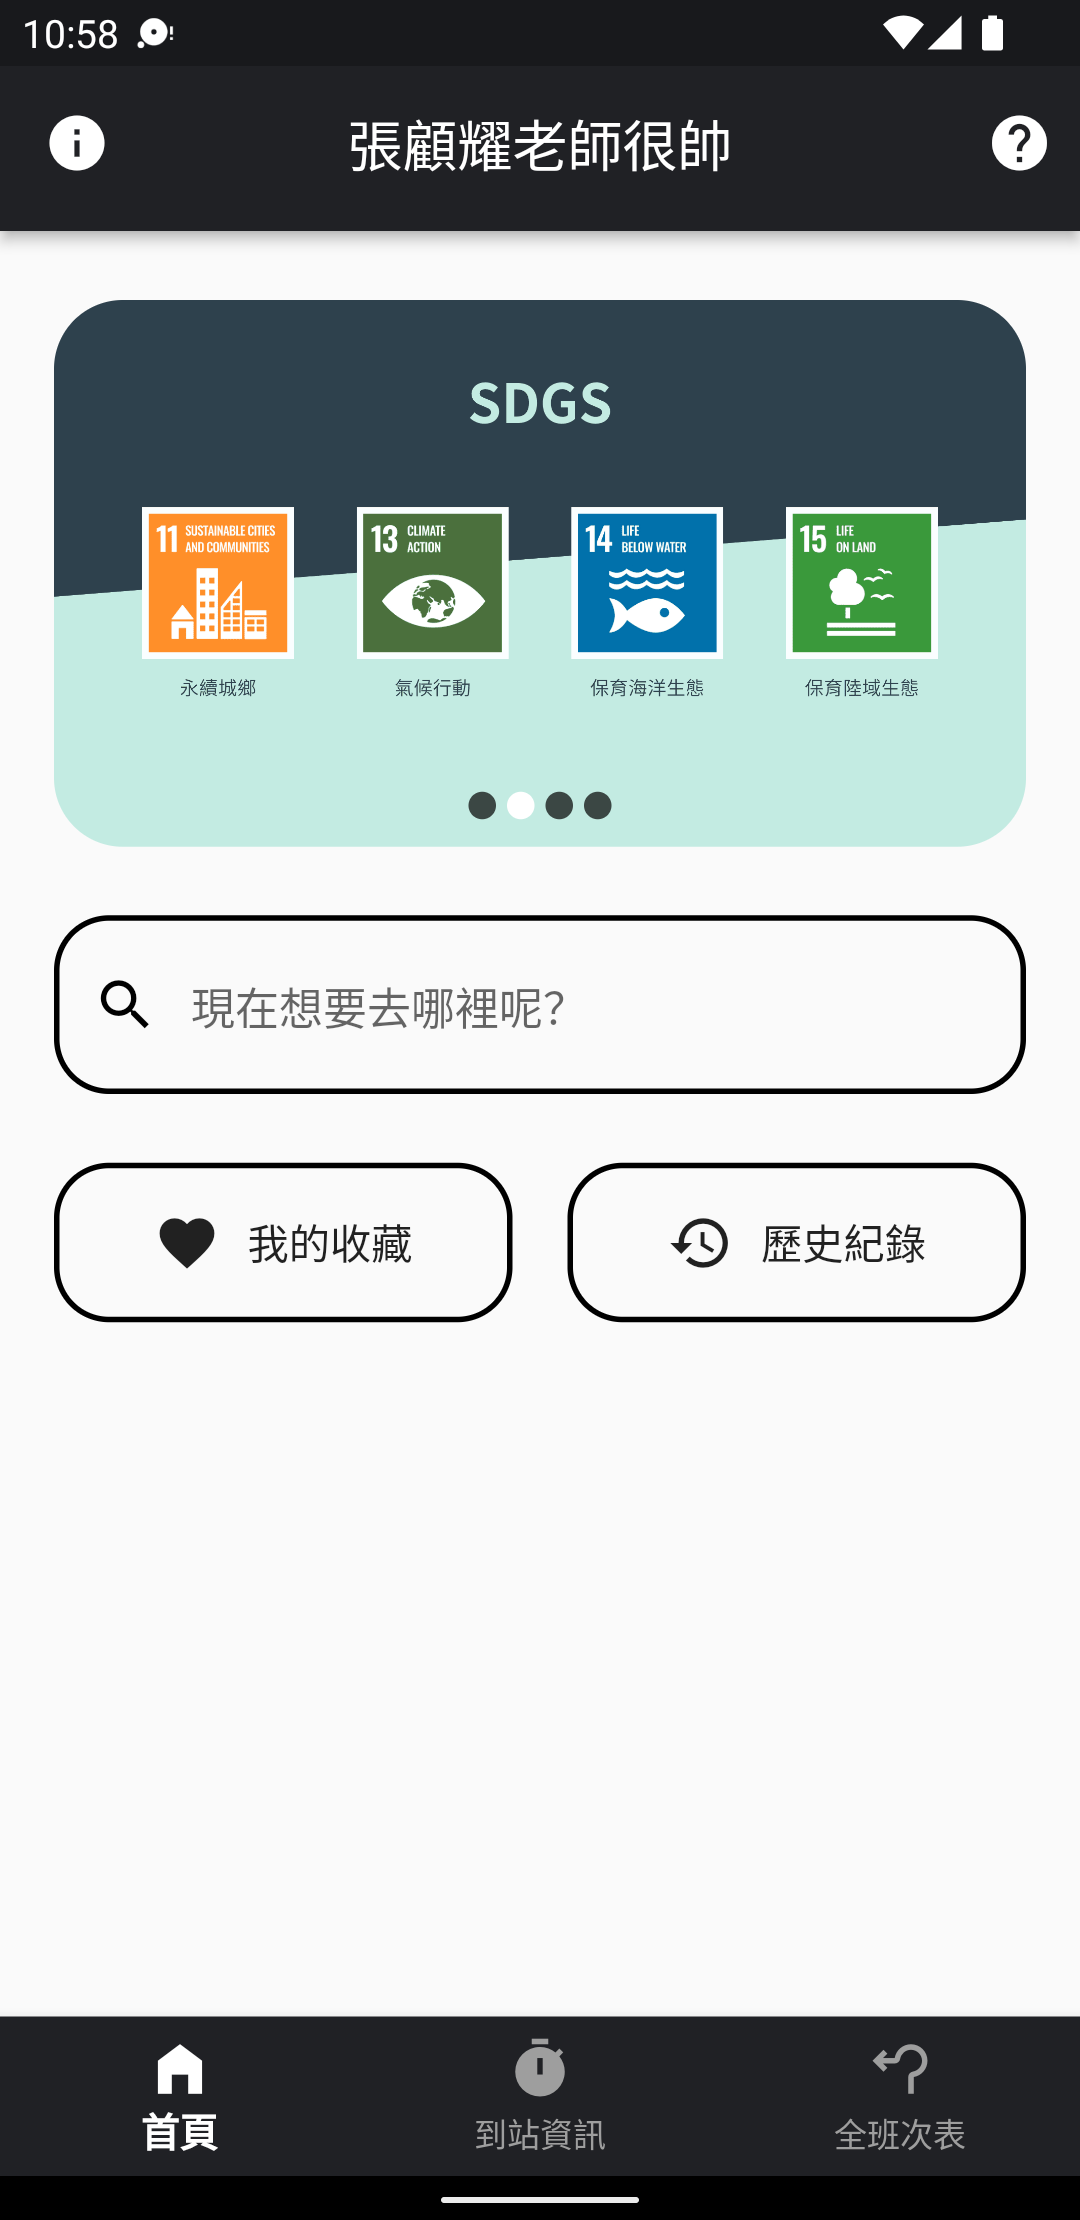 10:58
張顧耀老師很帥
SDGS
11 SUSTAINABLE CITIES
AND COMMUNITIES
13 CLIMATE
ACTION
14 LIFE
BELOW WATER
15 LIFE
ON LAND
永續城鄉
氣候行動
保育海洋生態
保育陸域生態
現在想要去哪裡呢?
我的收藏
歷史紀錄
首頁
到站資訊
全班次表